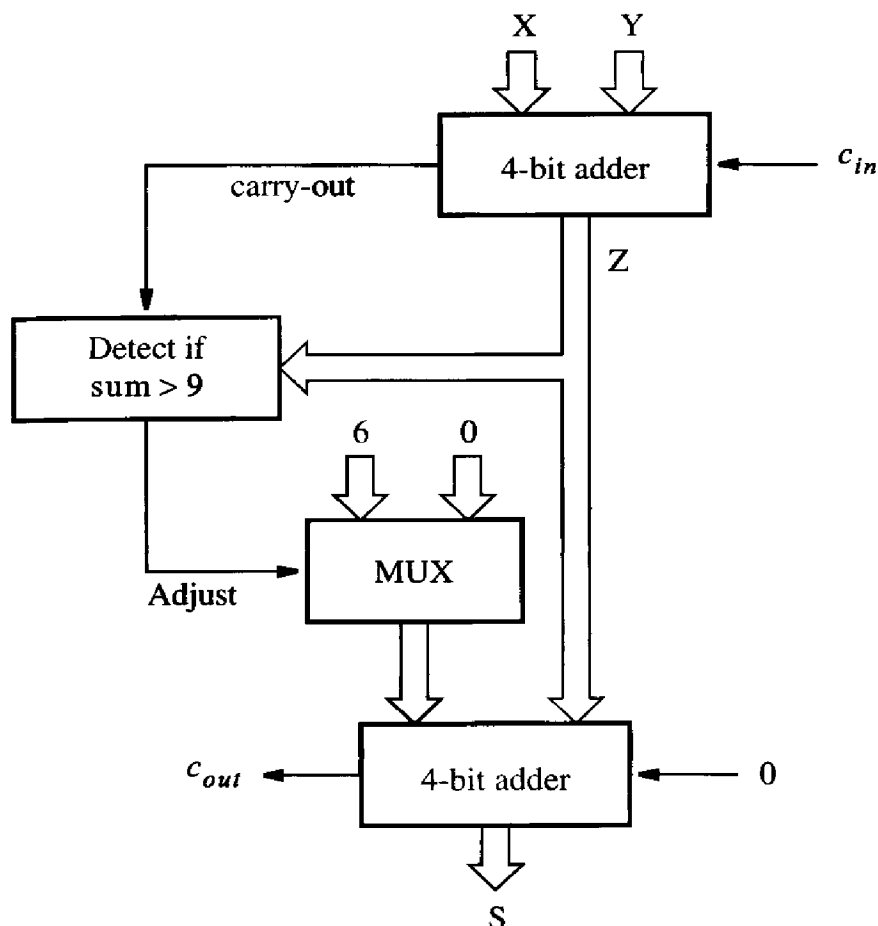 X
Y
4-bit adder
c_in
carry-out
Z
Detect if
sum > 9
6
0
MUX
Adjust
c_out
4-bit adder
0
S